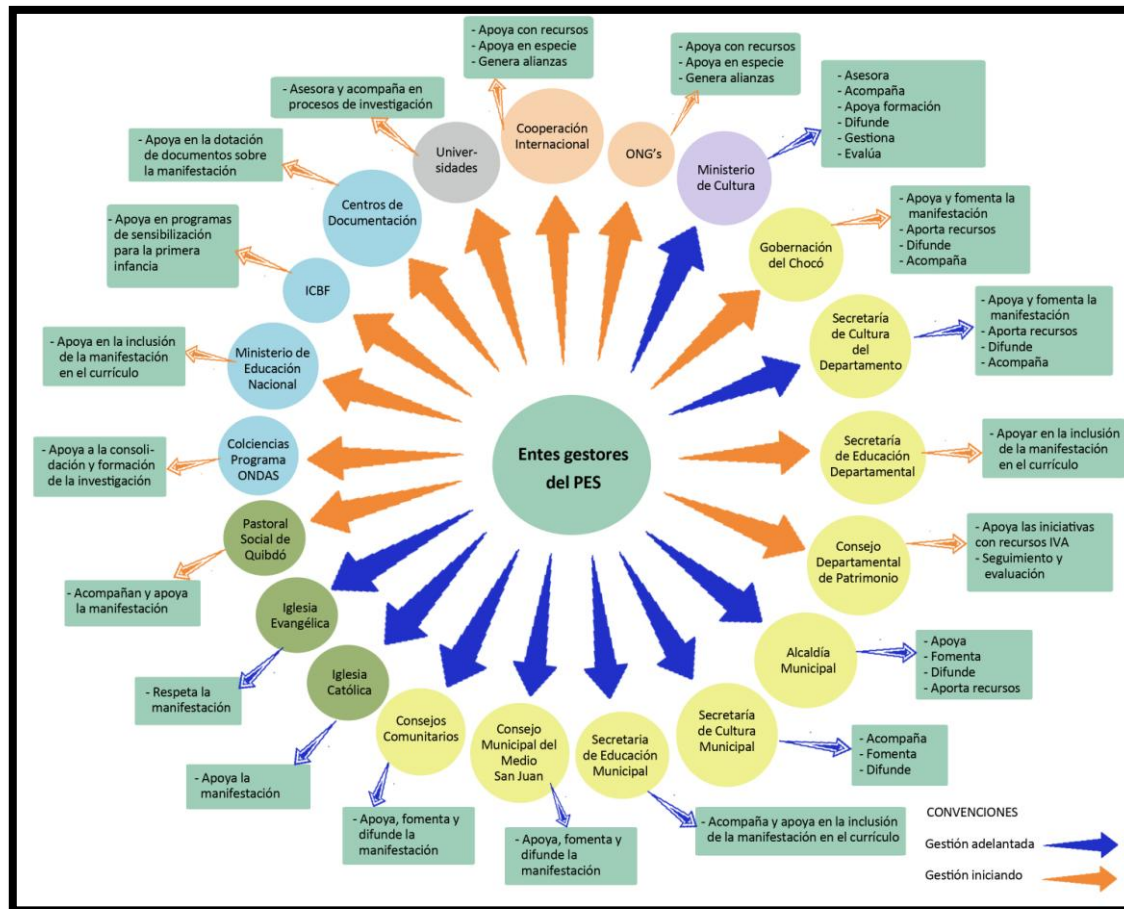 Entes gestores
del PES
Cooperación
Internacional
- Apoya con recursos
- Apoya en especie
- Genera alianzas
ONG's
- Apoya con recursos
- Apoya en especie
- Genera alianzas
Ministerio
de Cultura
- Asesora
- Acompaña
- Apoya formación
- Difunde
- Gestiona
- Evalúa
Gobernación
del Chocó
- Apoya y fomenta la
manifestación
- Aporta recursos
- Difunde
- Acompaña
Secretaría
de Cultura
del
Departamento
- Apoya y fomenta la
manifestación
- Aporta recursos
- Difunde
- Acompaña
Secretaría
de Educación
Departamental
- Apoyar en la inclusión
de la manifestación
en el currículo
Consejo
Departamental
de Patrimonio
- Apoya las iniciativas
con recursos IVA
- Seguimiento y
evaluación
Alcaldía
Municipal
- Apoya
- Fomenta
- Difunde
- Aporta recursos
Secretaría
de Cultura
Municipal
- Acompaña
- Fomenta
- Difunde
Secretaria
de Educación
Municipal
- Acompaña y apoya en la inclusión
de la manifestación en el currículo
Consejo
Municipal del
Medio
San Juan
- Apoya, fomenta y
difunde la
manifestación
Consejos
Comunitarios
- Apoya, fomenta y
difunde la
manifestación
Iglesia
Católica
- Apoya la
manifestación
Iglesia
Evangélica
- Respeta la
manifestación
Pastoral
Social de
Quibdó
- Acompañan y apoya
la manifestación
Colciencias
Programa
ONDAS
- Apoya a la consoli-
dación y formación
de la investigación
Ministerio de
Educación
Nacional
- Apoya en la inclusión
de la manifestación
en el currículo
ICBF
- Apoya en programas
de sensibilización
para la primera
infancia
Centros de
Documentación
- Apoya en la dotación
de documentos sobre
la manifestación
Univer-
sidades
- Asesora y acompaña en
procesos de investigación
CONVENCIONES
Gestión adelantada
Gestión iniciando